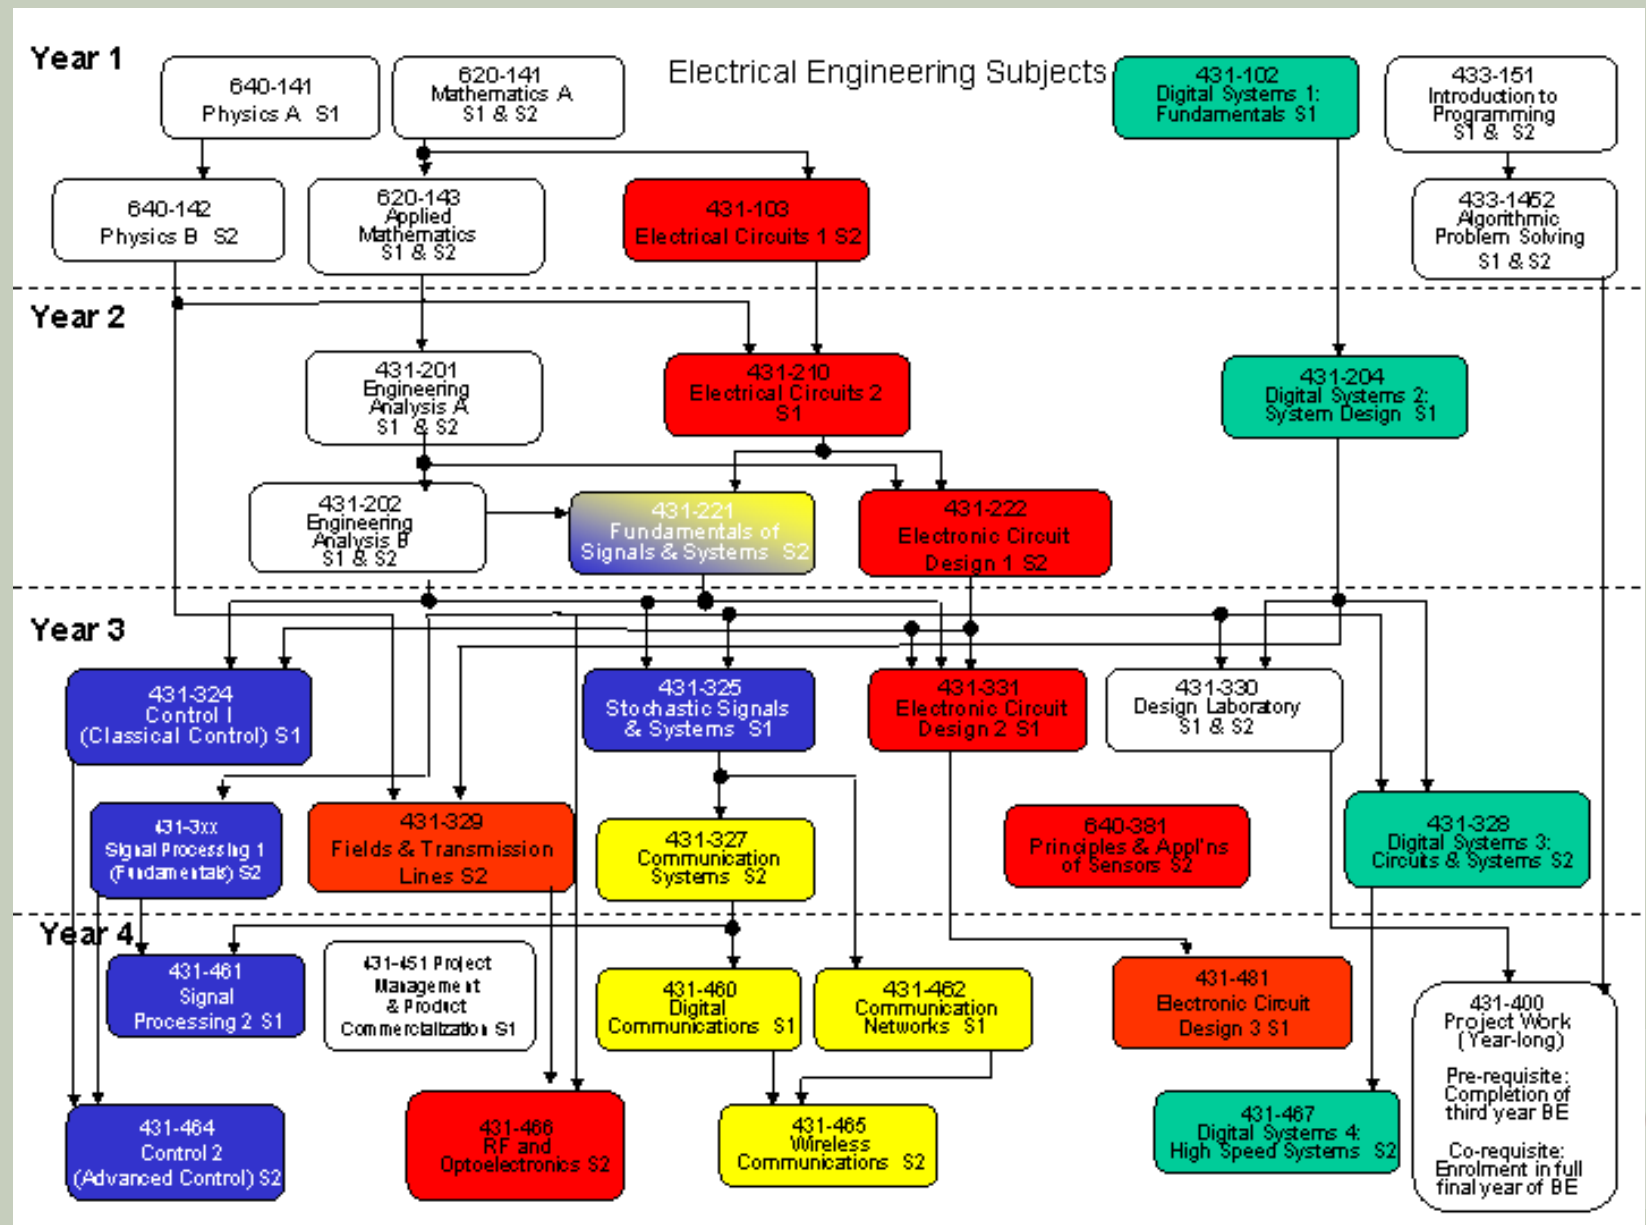 Year 1
640-141
Physics A S1
620-141
Mathematics A
S1 & S2
Electrical Engineering Subjects
431-102
Digital Systems 1:
Fundamentals S1
433-151
Introduction to
Programming
S1 & S2
640-142
Physics B S2
620-143
Applied
Mathematics
S1 & S2
431-103
Electrical Circuits 1 S2
433-1452
Algorithmic
Problem Solving
S1 & S2
Year 2
431-201
Engineering
Analysis A
S1 & S2
431-210
Electrical Circuits 2
S1
431-204
Digital Systems 2:
System Design S1
431-202
Engineering
Analysis B
S1 & S2
431-221
Fundamentals of
Signals & Systems S2
431-222
Electronic Circuit
Design 1 S2
Year 3
431-324
Control I
(Classical Control) S1
431-325
Stochastic Signals
& Systems S1
431-331
Electronic Circuit
Design 2 S1
431-330
Design Laboratory
S1 & S2
431-3xx
Signal Processing 1
(Fundamentals) S2
431-329
Fields & Transmission
Lines S2
431-327
Communication
Systems S2
640-381
Principles & Appl'ns
of Sensors S2
431-328
Digital Systems 3:
Circuits & Systems S2
Year 4
431-461
Signal
Processing 2 S1
431-451 Project
Management
& Product
Commercialization S1
431-460
Digital
Communications S1
431-462
Communication
Networks S1
431-481
Electronic Circuit
Design 3 S1
431-400
Project Work
(Year-long)
Pre-requisite:
Completion of
third year BE
Co-requisite:
Enrolment in full
final year of BE
431-464
Control 2
(Advanced Control) S2
431-466
RF and
Optoelectronics S2
431-465
Wireless
Communications S2
431-467
Digital Systems 4:
High Speed Systems S2